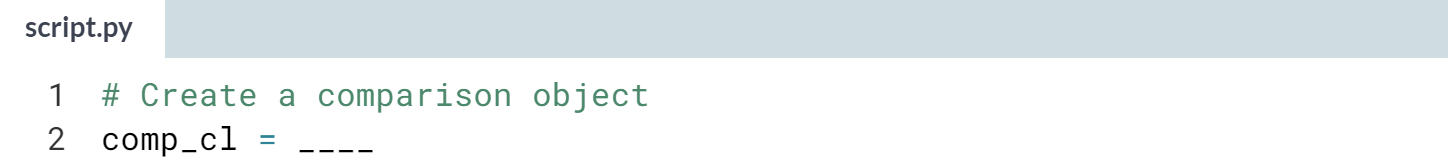 script.py
1 # Create a comparison object
2 comp_cl = ____